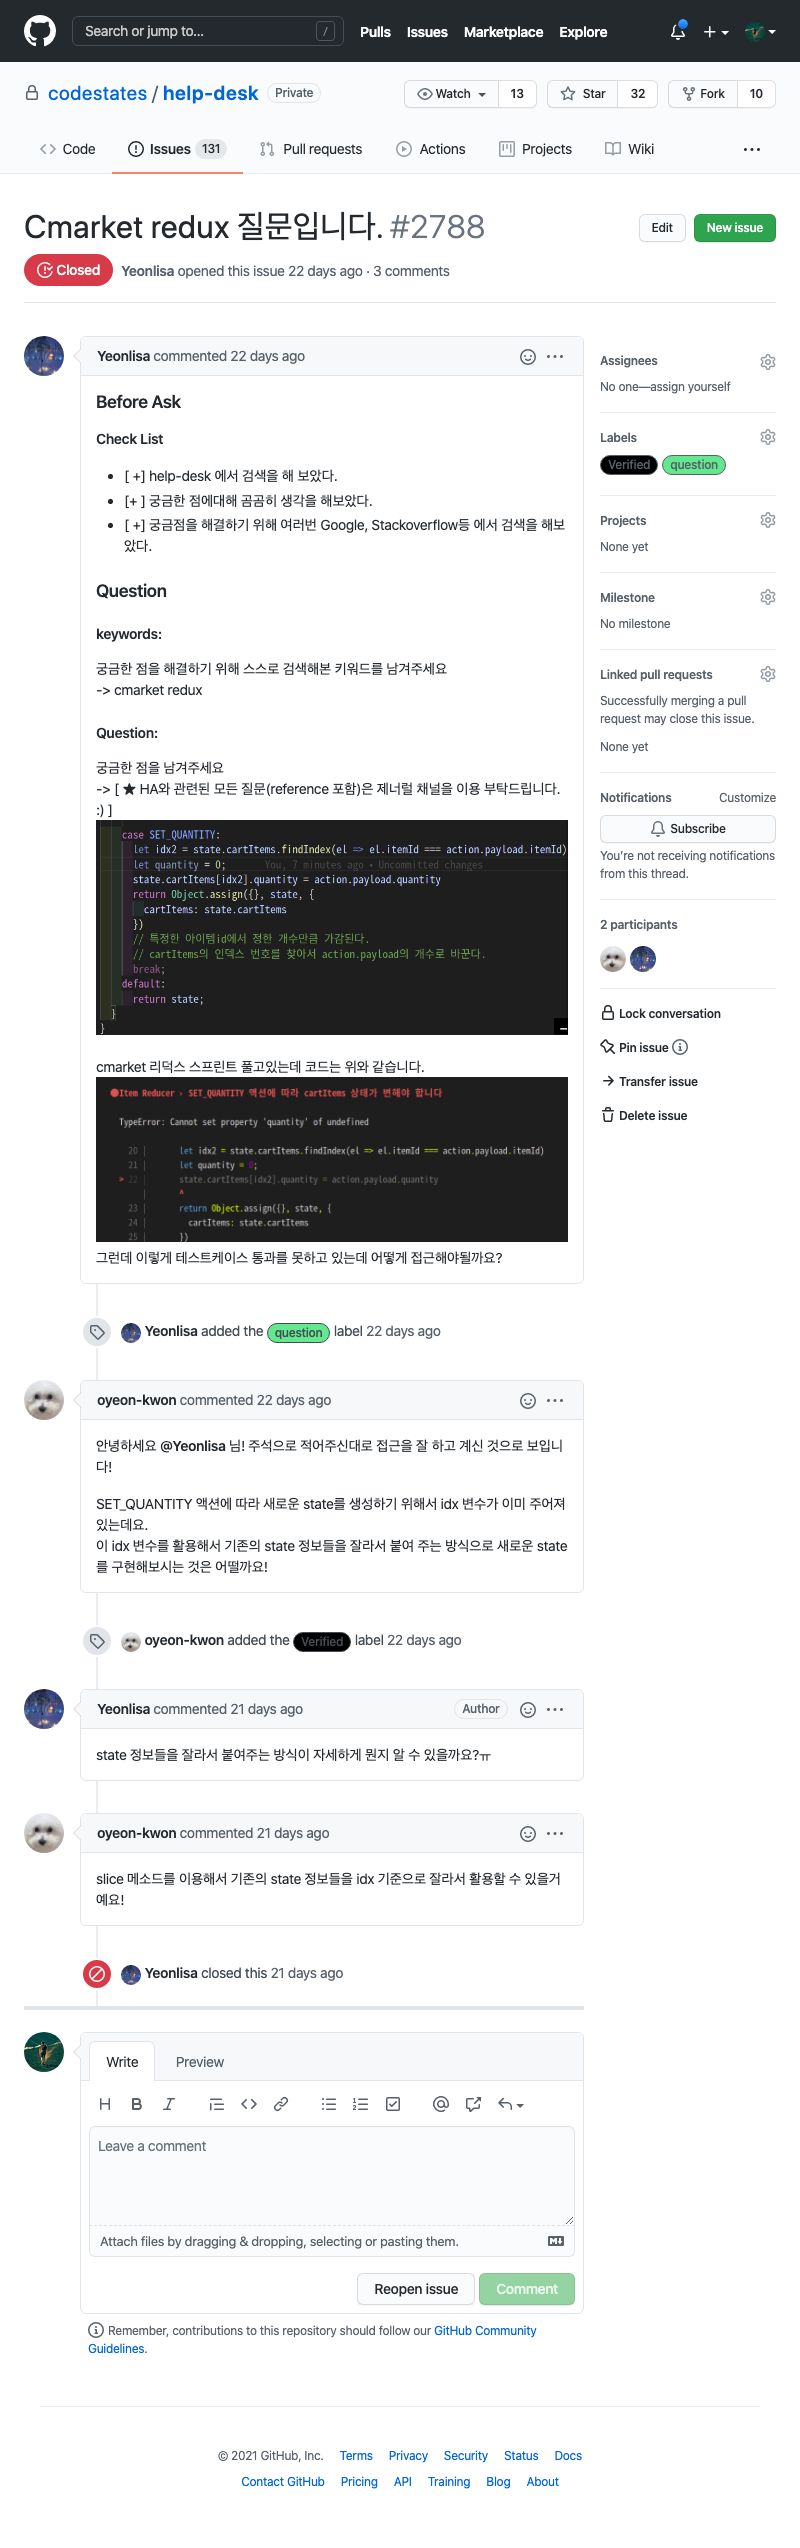 Search or jump to... /
Pulls Issues Marketplace Explore
codestates / help-desk Private
Watch 13 Star 32 Fork 10
Code Issues 131 Pull requests Actions Projects Wiki ...
Cmarket redux 질문입니다. #2788
Edit New issue
Closed Yeonlisa opened this issue 22 days ago · 3 comments
Yeonlisa commented 22 days ago
Before Ask
Check List
• [ +] help-desk 에서 검색을 해 보았다.
• [+ ] 궁금한 점에대해 곰곰히 생각을 해보았다.
• [ +] 궁금점을 해결하기 위해 여러번 Google, Stackoverflow등 에서 검색을 해보
았다.
Question
keywords:
궁금한 점을 해결하기 위해 스스로 검색해본 키워드를 남겨주세요
-> cmarket redux
Question:
궁금한 점을 남겨주세요
-> [ ★ HA와 관련된 모든 질문(reference 포함)은 제너럴 채널을 이용 부탁드립니다.
:) ]
case SET_QUANTITY:
let idx2 = state.cartItems.findIndex(el => el.itemId === action.payload.itemId)
let quantity = 0; You, 7 minutes ago • Uncommitted changes
state.cartItems[idx2].quantity = action.payload.quantity
return Object.assign({}, state, {
cartItems: state.cartItems
})
// 특정한 아이템id에서 정한 개수만큼 가감된다.
// cartItems의 인덱스 번호를 찾아서 action.payload의 개수로 바꾼다.
break;
default:
return state;
}
}
cmarket 리덕스 스프린트 풀고있는데 코드는 위와 같습니다.
●Item Reducer › SET_QUANTITY 액션에 따라 cartItems 상태가 변해야 합니다
TypeError: Cannot set property 'quantity' of undefined
20 | let idx2 = state.cartItems.findIndex(el => el.itemId === action.payload.itemId)
21 | let quantity = 0;
> 22 | state.cartItems[idx2].quantity = action.payload.quantity
| ^
23 | return Object.assign({}, state, {
24 | cartItems: state.cartItems
25 | })
그런데 이렇게 테스트케이스 통과를 못하고 있는데 어떻게 접근해야될까요?
Yeonlisa added the question label 22 days ago
oyeon-kwon commented 22 days ago
안녕하세요 @Yeonlisa 님! 주석으로 적어주신대로 접근을 잘 하고 계신 것으로 보입니
다!
SET_QUANTITY 액션에 따라 새로운 state를 생성하기 위해서 idx 변수가 이미 주어져
있는데요.
이 idx 변수를 활용해서 기존의 state 정보들을 잘라서 붙여 주는 방식으로 새로운 state
를 구현해보시는 것은 어떨까요!
oyeon-kwon added the Verified label 22 days ago
Yeonlisa commented 21 days ago Author
state 정보들을 잘라서 붙여주는 방식이 자세하게 뭔지 알 수 있을까요?ㅠ
oyeon-kwon commented 21 days ago
slice 메소드를 이용해서 기존의 state 정보들을 idx 기준으로 잘라서 활용할 수 있을거
예요!
Yeonlisa closed this 21 days ago
Write Preview
Leave a comment
Attach files by dragging & dropping, selecting or pasting them.
Reopen issue Comment
Remember, contributions to this repository should follow our GitHub Community
Guidelines.
Assignees
No one—assign yourself
Labels
Verified question
Projects
None yet
Milestone
No milestone
Linked pull requests
Successfully merging a pull
request may close this issue.
None yet
Notifications Customize
Subscribe
You're not receiving notifications
from this thread.
2 participants
Lock conversation
Pin issue
Transfer issue
Delete issue
© 2021 GitHub, Inc. Terms Privacy Security Status Docs
Contact GitHub Pricing API Training Blog About